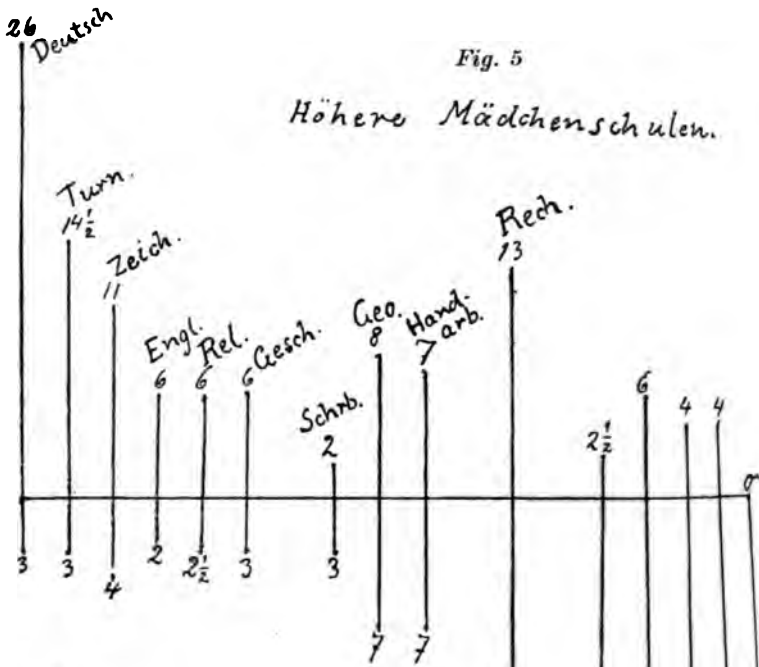 Fig. 5
Höhere Mädchenschulen.
26
Deutsch
Turn.
14½
Zeich.
11
Engl.
6
Rel.
6
Gesch.
6
Schrb.
2
Geo.
8
Hand.
arb.
7
Rech.
13
2½
6
4
4
0
3
3
4
2
2½
3
3
7
7